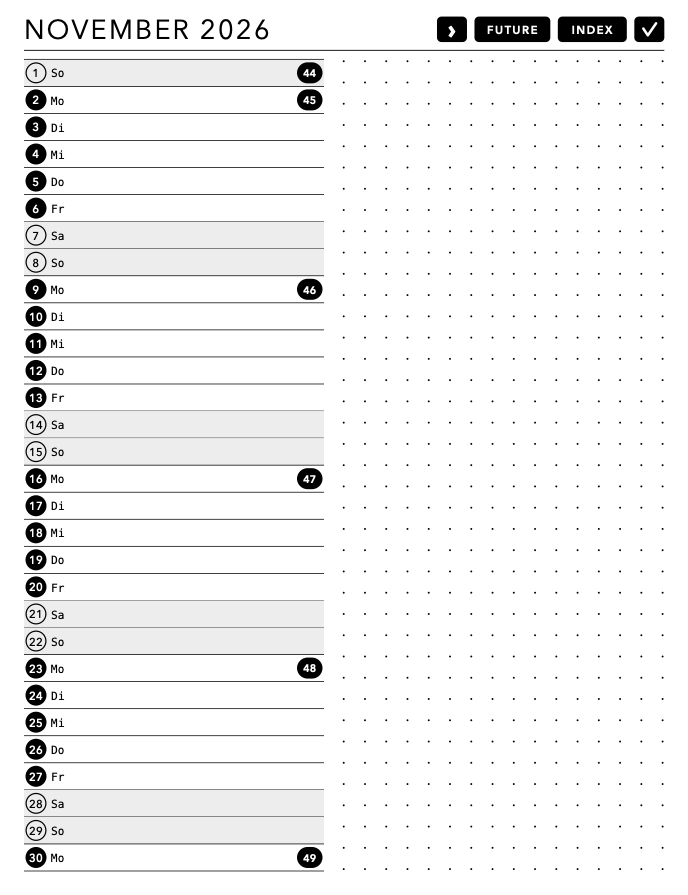 NOVEMBER 2026 › FUTURE INDEX ✓
1 So 44
2 Mo 45
3 Di
4 Mi
5 Do
6 Fr
7 Sa
8 So
9 Mo 46
10 Di
11 Mi
12 Do
13 Fr
14 Sa
15 So
16 Mo 47
17 Di
18 Mi
19 Do
20 Fr
21 Sa
22 So
23 Mo 48
24 Di
25 Mi
26 Do
27 Fr
28 Sa
29 So
30 Mo 49